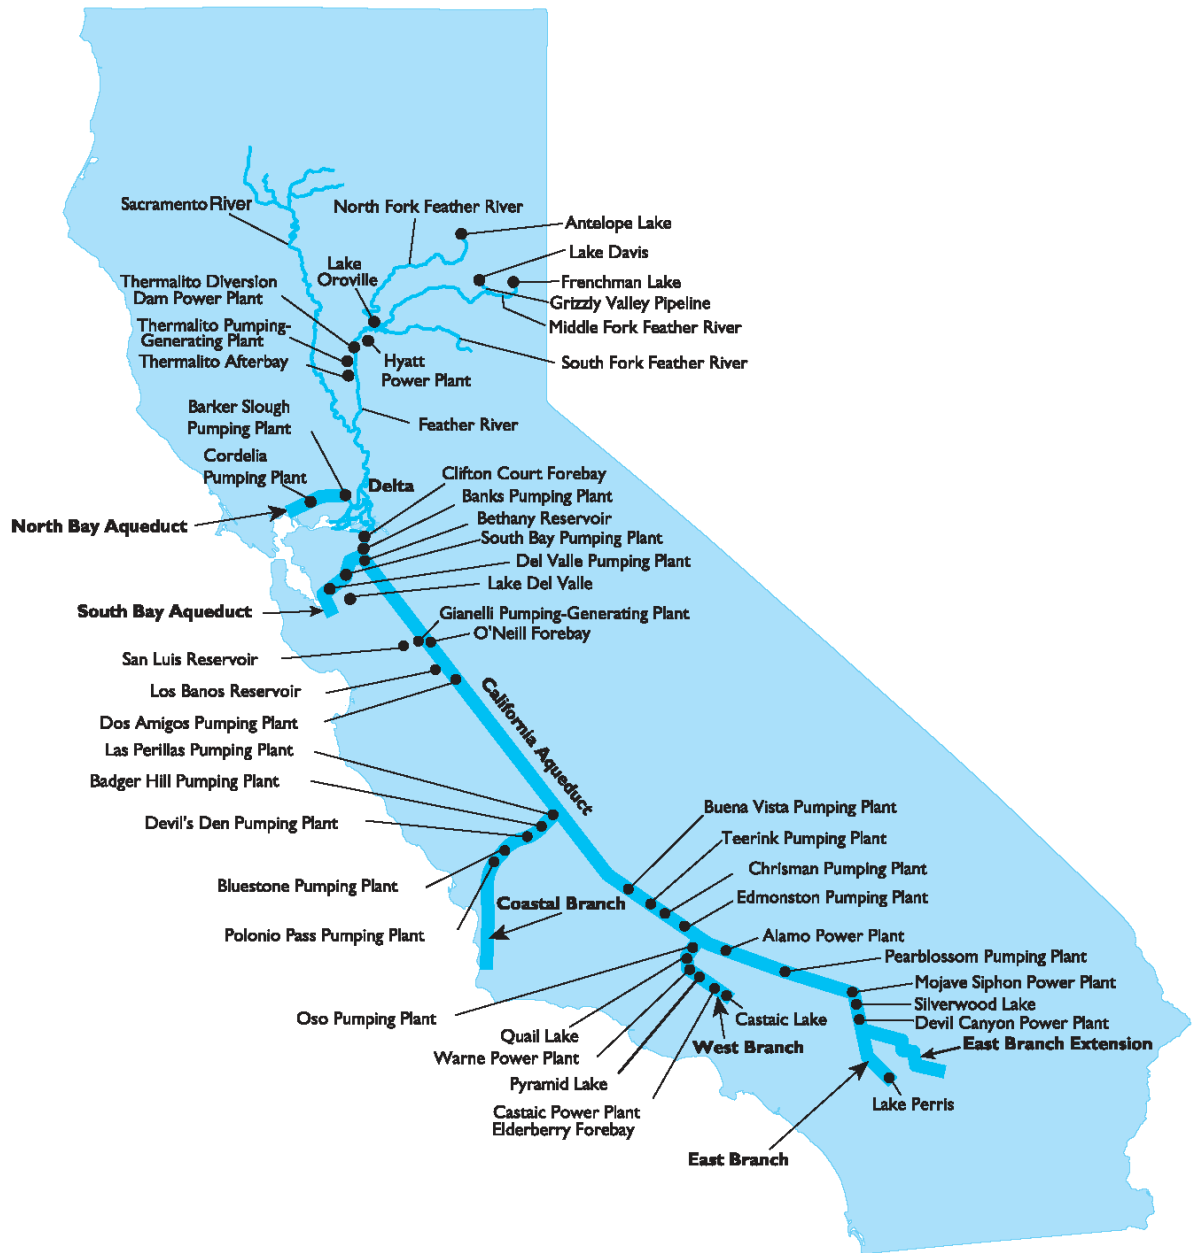 Sacramento River
North Fork Feather River
Antelope Lake
Lake Davis
Lake
Oroville
Thermalito Diversion
Dam Power Plant
Frenchman Lake
Grizzly Valley Pipeline
Middle Fork Feather River
Thermalito Pumping-
Generating Plant
Thermalito Afterbay
Hyatt
Power Plant
South Fork Feather River
Barker Slough
Pumping Plant
Feather River
Cordelia
Pumping Plant
Delta
Clifton Court Forebay
Banks Pumping Plant
Bethany Reservoir
North Bay Aqueduct
South Bay Pumping Plant
Del Valle Pumping Plant
Lake Del Valle
South Bay Aqueduct
Gianelli Pumping-Generating Plant
O'Neill Forebay
San Luis Reservoir
Los Banos Reservoir
Dos Amigos Pumping Plant
California Aqueduct
Las Perillas Pumping Plant
Badger Hill Pumping Plant
Devil's Den Pumping Plant
Bluestone Pumping Plant
Polonio Pass Pumping Plant
Coastal Branch
Buena Vista Pumping Plant
Teerink Pumping Plant
Chrisman Pumping Plant
Edmonston Pumping Plant
Alamo Power Plant
Pearblossom Pumping Plant
Mojave Siphon Power Plant
Silverwood Lake
Devil Canyon Power Plant
East Branch Extension
Oso Pumping Plant
Quail Lake
Warne Power Plant
Pyramid Lake
Castaic Power Plant
Elderberry Forebay
Castaic Lake
West Branch
Lake Perris
East Branch